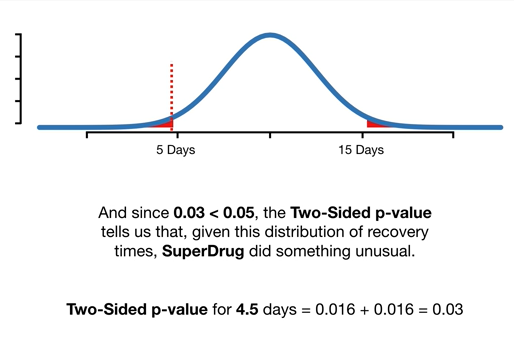 5 Days
15 Days
And since 0.03 < 0.05, the Two-Sided p-value
tells us that, given this distribution of recovery
times, SuperDrug did something unusual.
Two-Sided p-value for 4.5 days = 0.016 + 0.016 = 0.03